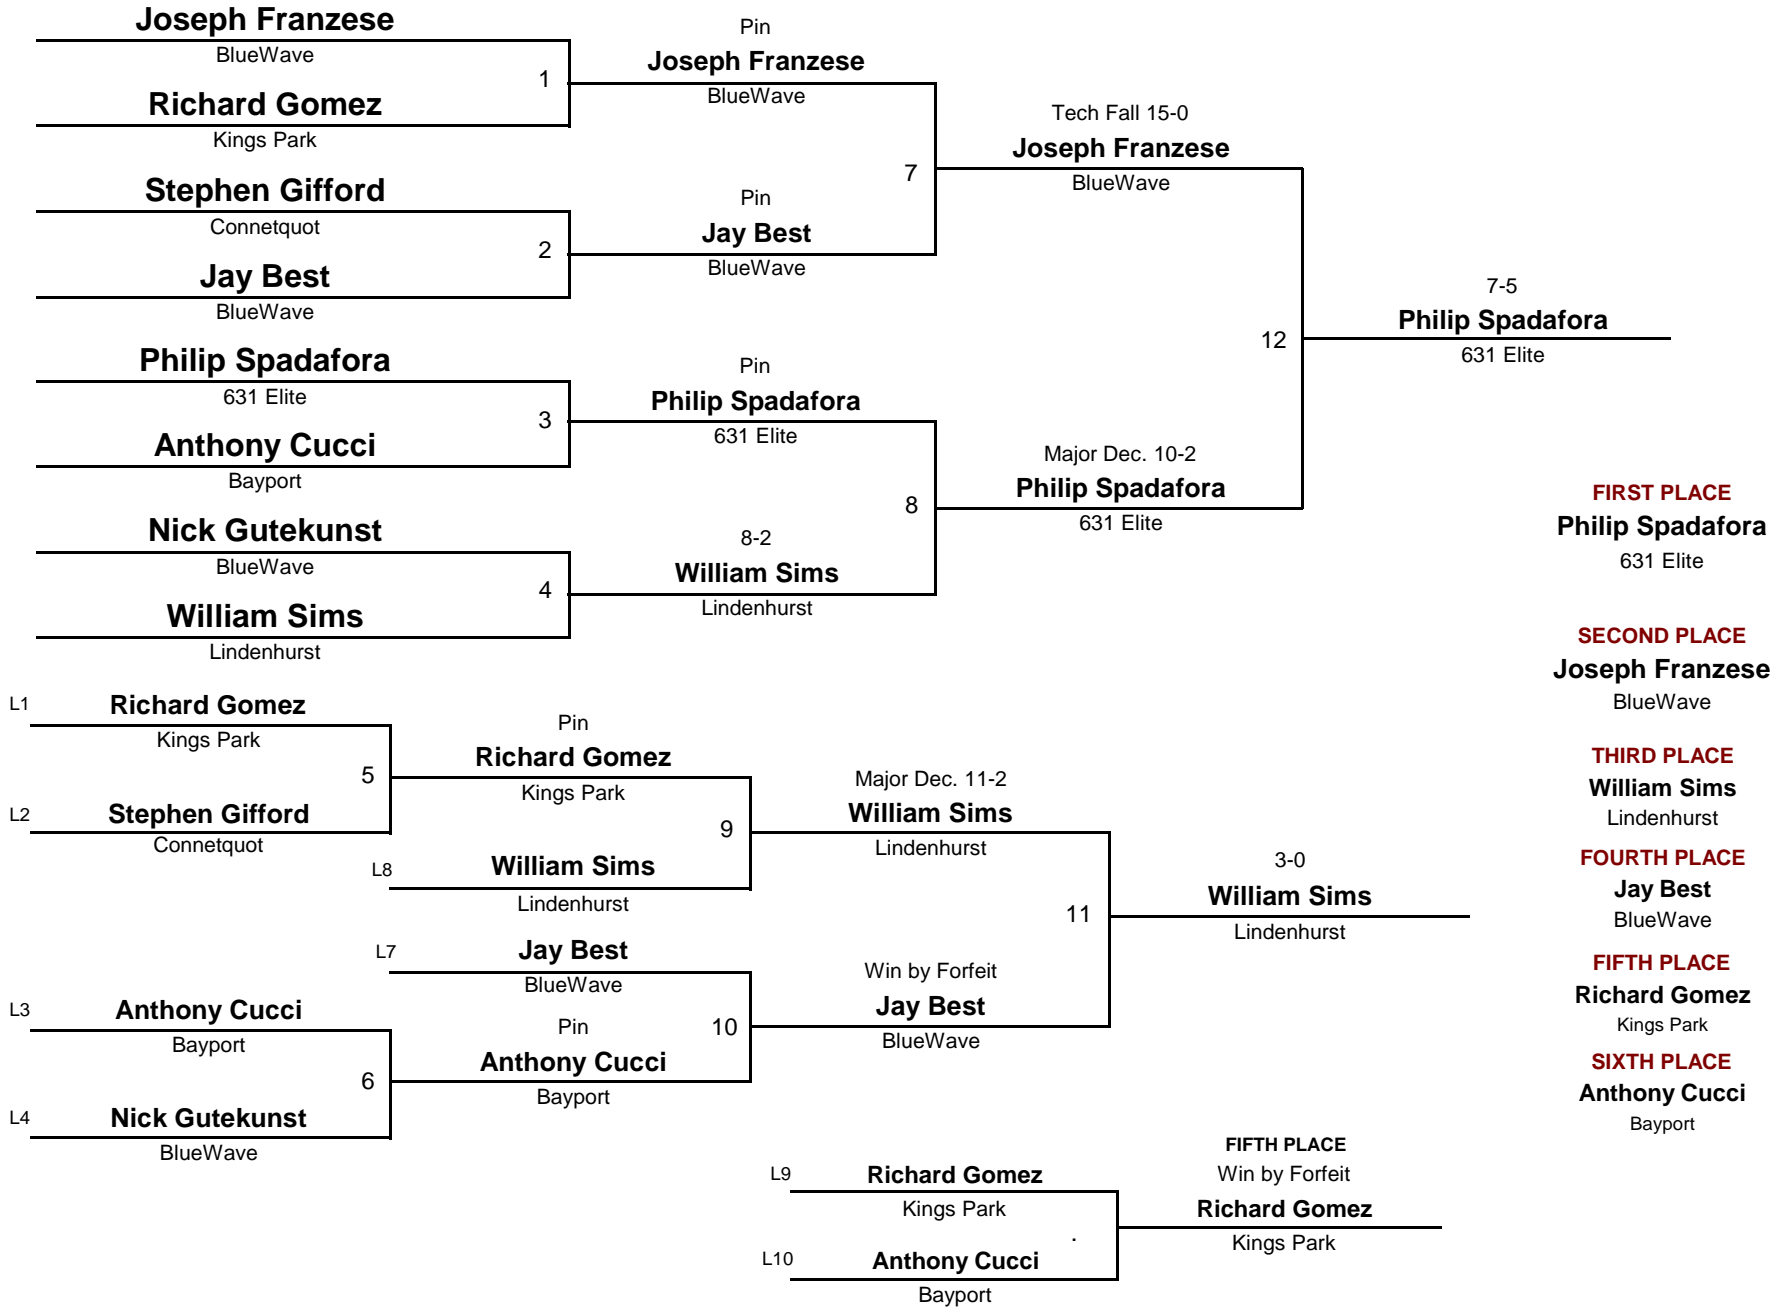 Joseph Franzese
BlueWave
1
Richard Gomez
Kings Park
Stephen Gifford
Connetquot
2
Jay Best
BlueWave
Philip Spadafora
631 Elite
3
Anthony Cucci
Bayport
Nick Gutekunst
BlueWave
4
William Sims
Lindenhurst
Pin
Joseph Franzese
BlueWave
7
Pin
Jay Best
BlueWave
Pin
Philip Spadafora
631 Elite
8
8-2
William Sims
Lindenhurst
Tech Fall 15-0
Joseph Franzese
BlueWave
12
Major Dec. 10-2
Philip Spadafora
631 Elite
7-5
Philip Spadafora
631 Elite
L1
Richard Gomez
Kings Park
5
L2
Stephen Gifford
Connetquot
L3
Anthony Cucci
Bayport
6
L4
Nick Gutekunst
BlueWave
Pin
Richard Gomez
Kings Park
9
L8
William Sims
Lindenhurst
L7
Jay Best
BlueWave
10
Pin
Anthony Cucci
Bayport
Major Dec. 11-2
William Sims
Lindenhurst
11
Win by Forfeit
Jay Best
BlueWave
3-0
William Sims
Lindenhurst
L9
Richard Gomez
Kings Park
.
L10
Anthony Cucci
Bayport
FIFTH PLACE
Win by Forfeit
Richard Gomez
Kings Park
FIRST PLACE
Philip Spadafora
631 Elite
SECOND PLACE
Joseph Franzese
BlueWave
THIRD PLACE
William Sims
Lindenhurst
FOURTH PLACE
Jay Best
BlueWave
FIFTH PLACE
Richard Gomez
Kings Park
SIXTH PLACE
Anthony Cucci
Bayport